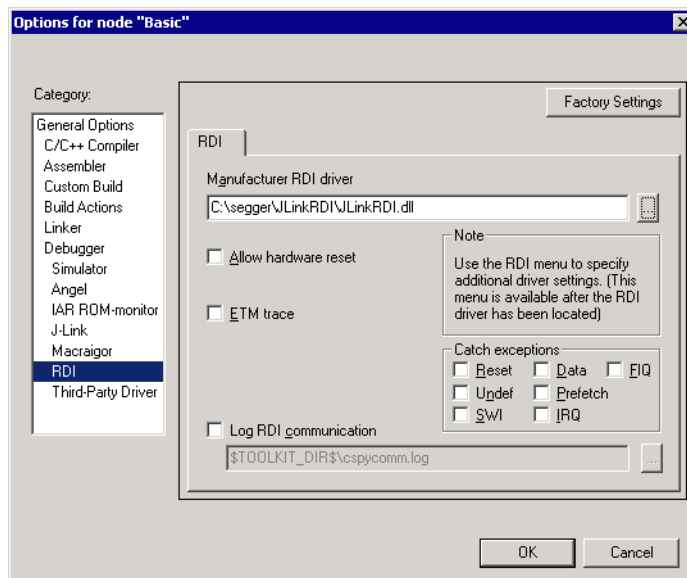 Options for node "Basic"
Category:
Factory Settings
General Options
C/C++ Compiler
Assembler
Custom Build
Build Actions
Linker
Debugger
Simulator
Angel
IAR ROM-monitor
J-Link
Macraigor
RDI
Third-Party Driver
RDI
Manufacturer RDI driver
C:\segger\JLinkRDI\JLinkRDI.dll
...
Allow hardware reset
ETM trace
Note
Use the RDI menu to specify
additional driver settings. (This
menu is available after the RDI
driver has been located)
Catch exceptions
Reset Data FIQ
Undef Prefetch
SWI IRQ
Log RDI communication
$TOOLKIT_DIR$\cspycomm.log
...
OK Cancel